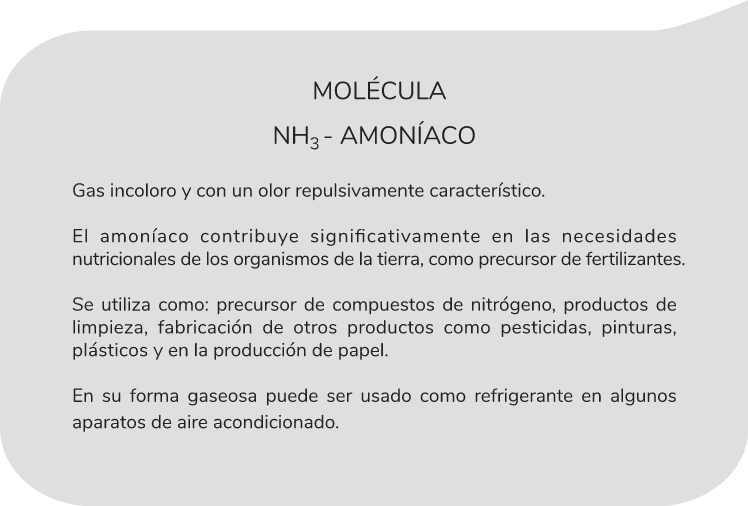 MOLÉCULA
NH₃ - AMONÍACO
Gas incoloro y con un olor repulsivamente característico.
El amoníaco contribuye significativamente en las necesidades
nutricionales de los organismos de la tierra, como precursor de fertilizantes.
Se utiliza como: precursor de compuestos de nitrógeno, productos de
limpieza, fabricación de otros productos como pesticidas, pinturas,
plásticos y en la producción de papel.
En su forma gaseosa puede ser usado como refrigerante en algunos
aparatos de aire acondicionado.